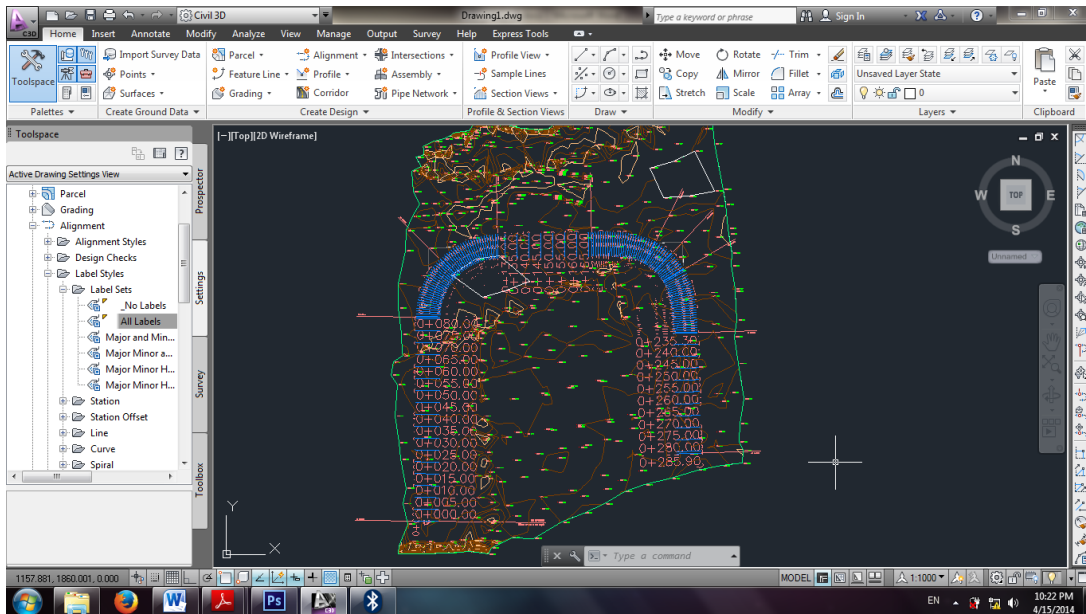 Civil 3D
Drawing1.dwg
Type a keyword or phrase
Sign In
C3D
Home Insert Annotate Modify Analyze View Manage Output Survey Help Express Tools
Toolspace
Import Survey Data
Points
Surfaces
Parcel
Feature Line
Grading
Alignment
Profile
Corridor
Intersections
Assembly
Pipe Network
Profile View
Sample Lines
Section Views
Move
Rotate
Trim
Copy
Mirror
Fillet
Stretch
Scale
Array
Unsaved Layer State
0
Paste
Palettes
Create Ground Data
Create Design
Profile & Section Views
Draw
Modify
Layers
Clipboard
Toolspace
Active Drawing Settings View
Parcel
Grading
Alignment
Alignment Styles
Design Checks
Label Styles
Label Sets
_No Labels
All Labels
Major and Min...
Major Minor a...
Major Minor H...
Major Minor H...
Station
Station Offset
Line
Curve
Spiral
Prospector
Settings
Survey
Toolbox
[−][Top][2D Wireframe]
N
W TOP E
S
Unnamed
0+080.00
0+075.00
0+070.00
0+065.00
0+060.00
0+055.00
0+050.00
0+045.00
0+040.00
0+035.00
0+030.00
0+025.00
0+020.00
0+015.00
0+010.00
0+005.00
0+000.00
0+235.30
0+240.00
0+245.00
0+250.00
0+255.00
0+260.00
0+265.00
0+270.00
0+275.00
0+280.00
0+285.90
Y
X
Type a command
1157.881, 1860.001, 0.000
MODEL
1:1000
W
Ps
C3D
EN
10:22 PM
4/15/2014